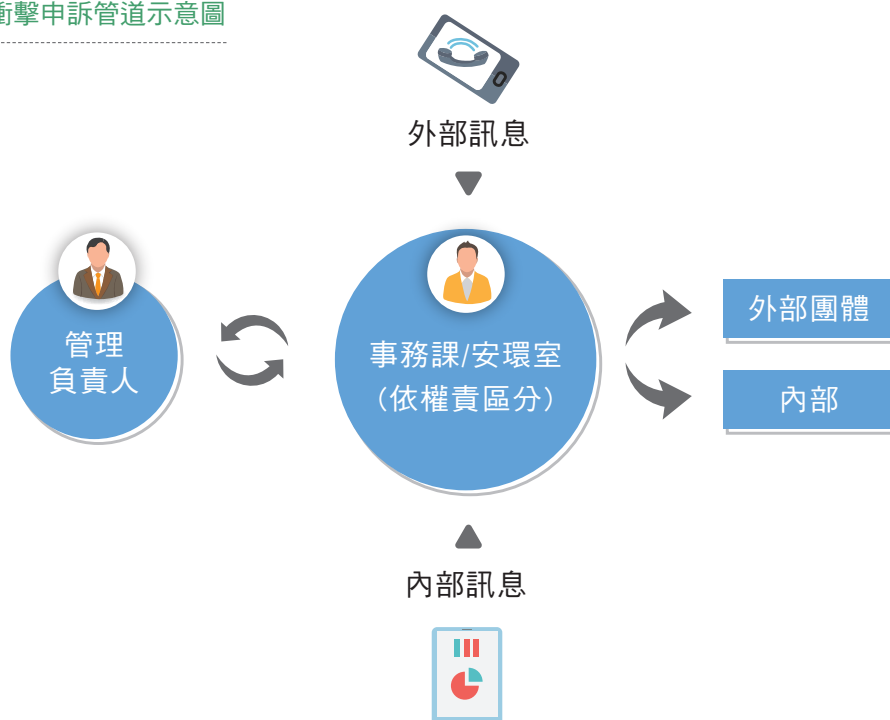 衝擊申訴管道示意圖
外部訊息
管理
負責人
事務課/安環室
（依權責區分）
外部團體
內部
內部訊息